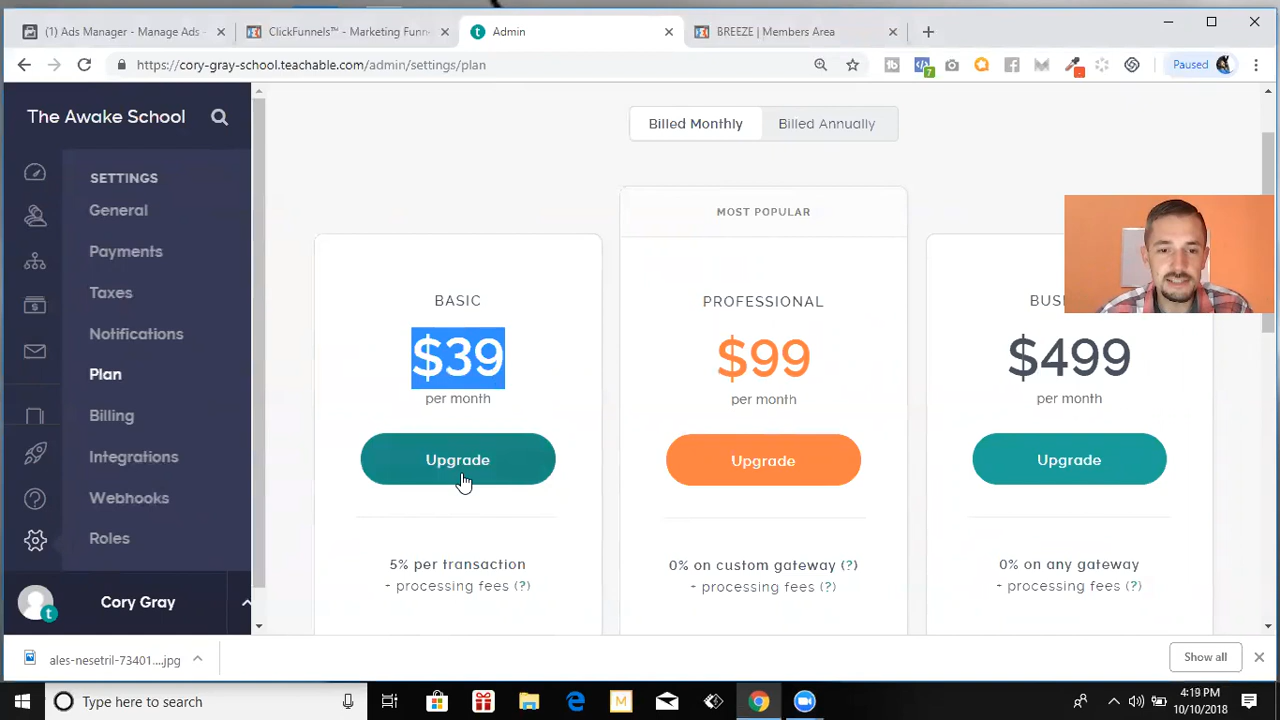 () Ads Manager - Manage Ads -
ClickFunnels™ - Marketing Funn
Admin
BREEZE | Members Area
https://cory-gray-school.teachable.com/admin/settings/plan
7
Paused
The Awake School
SETTINGS
General
Payments
Taxes
Notifications
Plan
Billing
Integrations
Webhooks
Roles
t
Cory Gray
Billed Monthly
Billed Annually
MOST POPULAR
BASIC
$39
per month
Upgrade
5% per transaction
+ processing fees (?)
PROFESSIONAL
$99
per month
Upgrade
0% on custom gateway (?)
+ processing fees (?)
BUS
$499
per month
Upgrade
0% on any gateway
+ processing fees (?)
ales-nesetril-73401....jpg
Show all
Type here to search
M
4:19 PM
10/10/2018